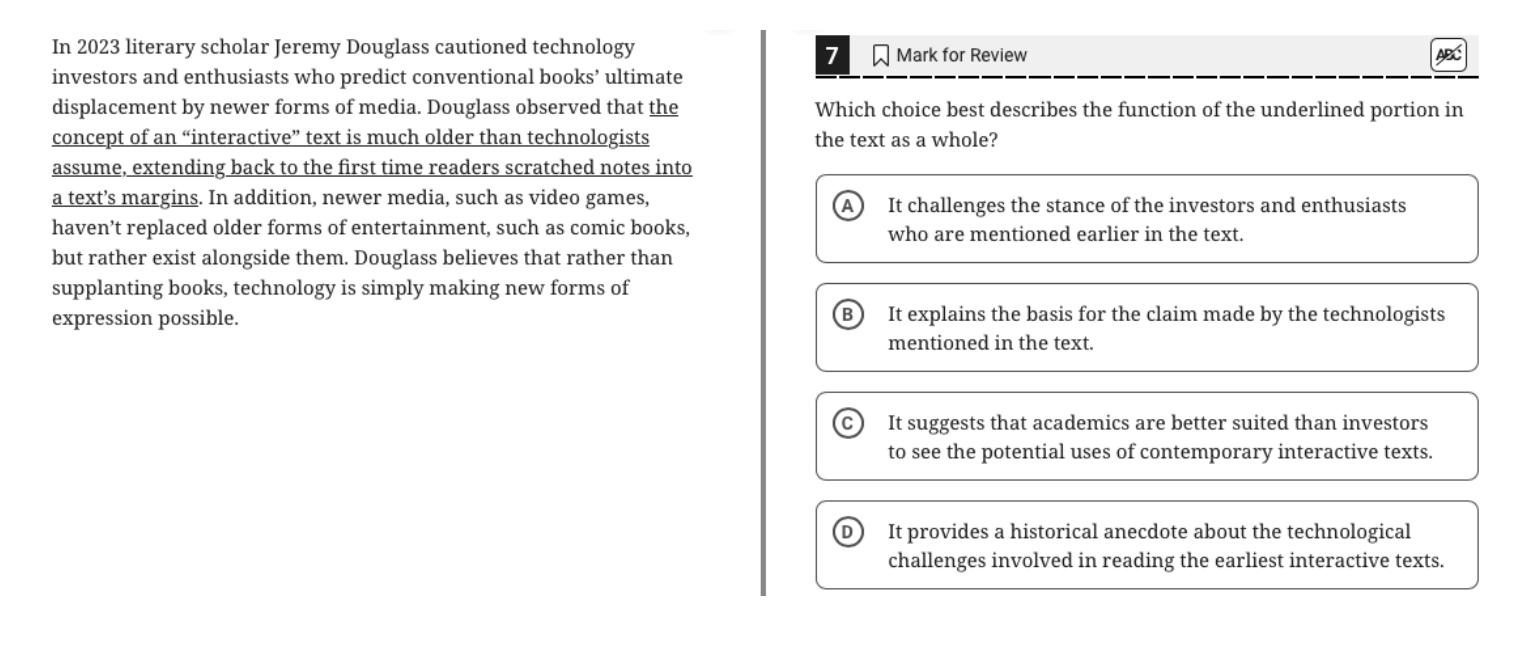 In 2023 literary scholar Jeremy Douglass cautioned technology
investors and enthusiasts who predict conventional books’ ultimate
displacement by newer forms of media. Douglass observed that the
concept of an “interactive” text is much older than technologists
assume, extending back to the first time readers scratched notes into
a text’s margins. In addition, newer media, such as video games,
haven’t replaced older forms of entertainment, such as comic books,
but rather exist alongside them. Douglass believes that rather than
supplanting books, technology is simply making new forms of
expression possible.
7 Mark for Review ABC
Which choice best describes the function of the underlined portion in
the text as a whole?
A It challenges the stance of the investors and enthusiasts
who are mentioned earlier in the text.
B It explains the basis for the claim made by the technologists
mentioned in the text.
C It suggests that academics are better suited than investors
to see the potential uses of contemporary interactive texts.
D It provides a historical anecdote about the technological
challenges involved in reading the earliest interactive texts.